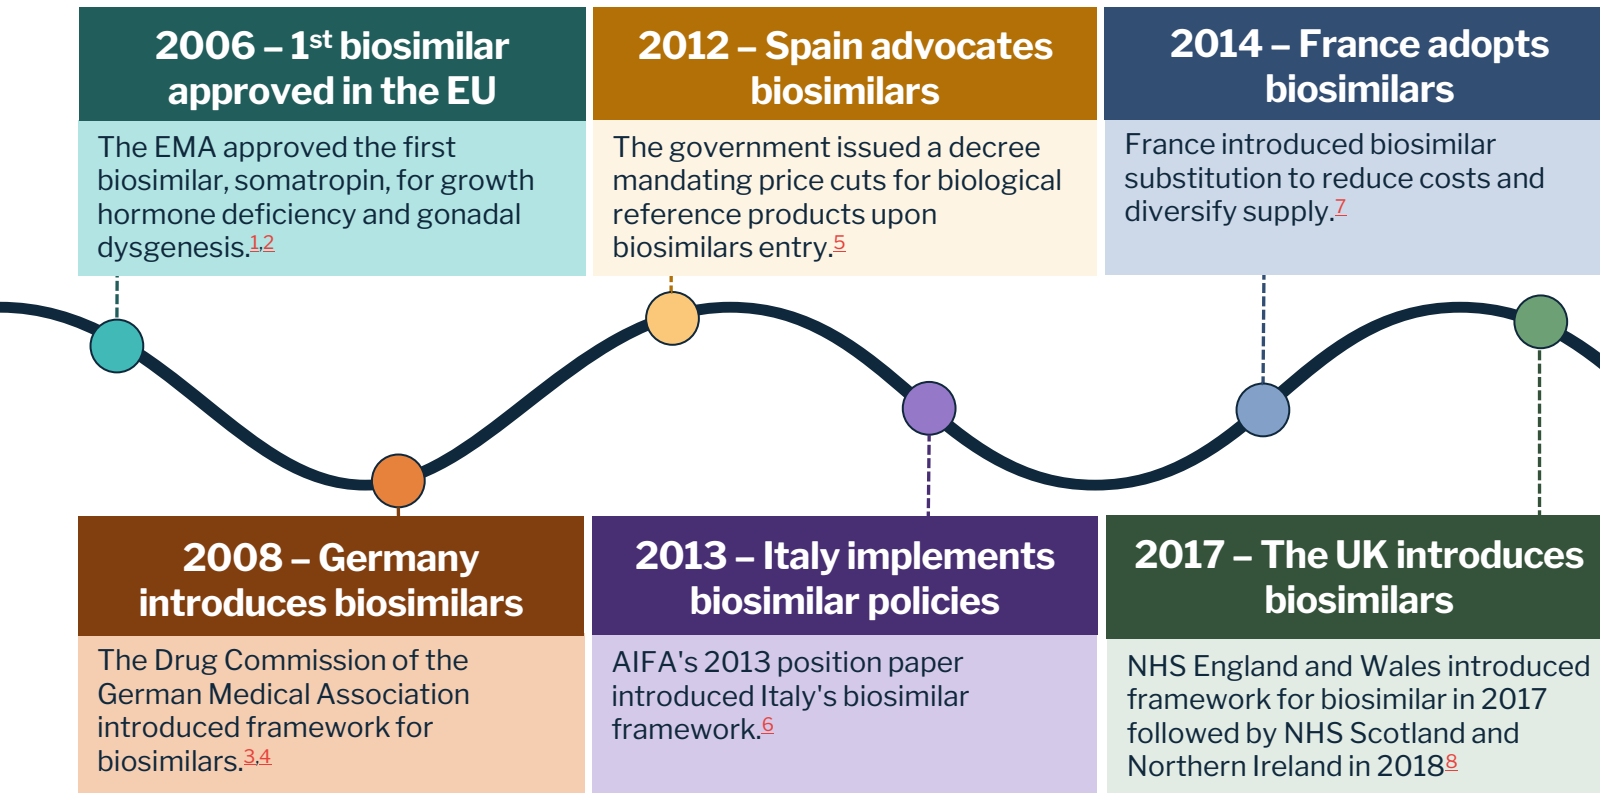 2006 – 1st biosimilar
approved in the EU
The EMA approved the first
biosimilar, somatropin, for growth
hormone deficiency and gonadal
dysgenesis.1,2
2012 – Spain advocates
biosimilars
The government issued a decree
mandating price cuts for biological
reference products upon
biosimilars entry.5
2014 – France adopts
biosimilars
France introduced biosimilar
substitution to reduce costs and
diversify supply.7
2008 – Germany
introduces biosimilars
The Drug Commission of the
German Medical Association
introduced framework for
biosimilars.3,4
2013 – Italy implements
biosimilar policies
AIFA's 2013 position paper
introduced Italy's biosimilar
framework.6
2017 – The UK introduces
biosimilars
NHS England and Wales introduced
framework for biosimilar in 2017
followed by NHS Scotland and
Northern Ireland in 20188